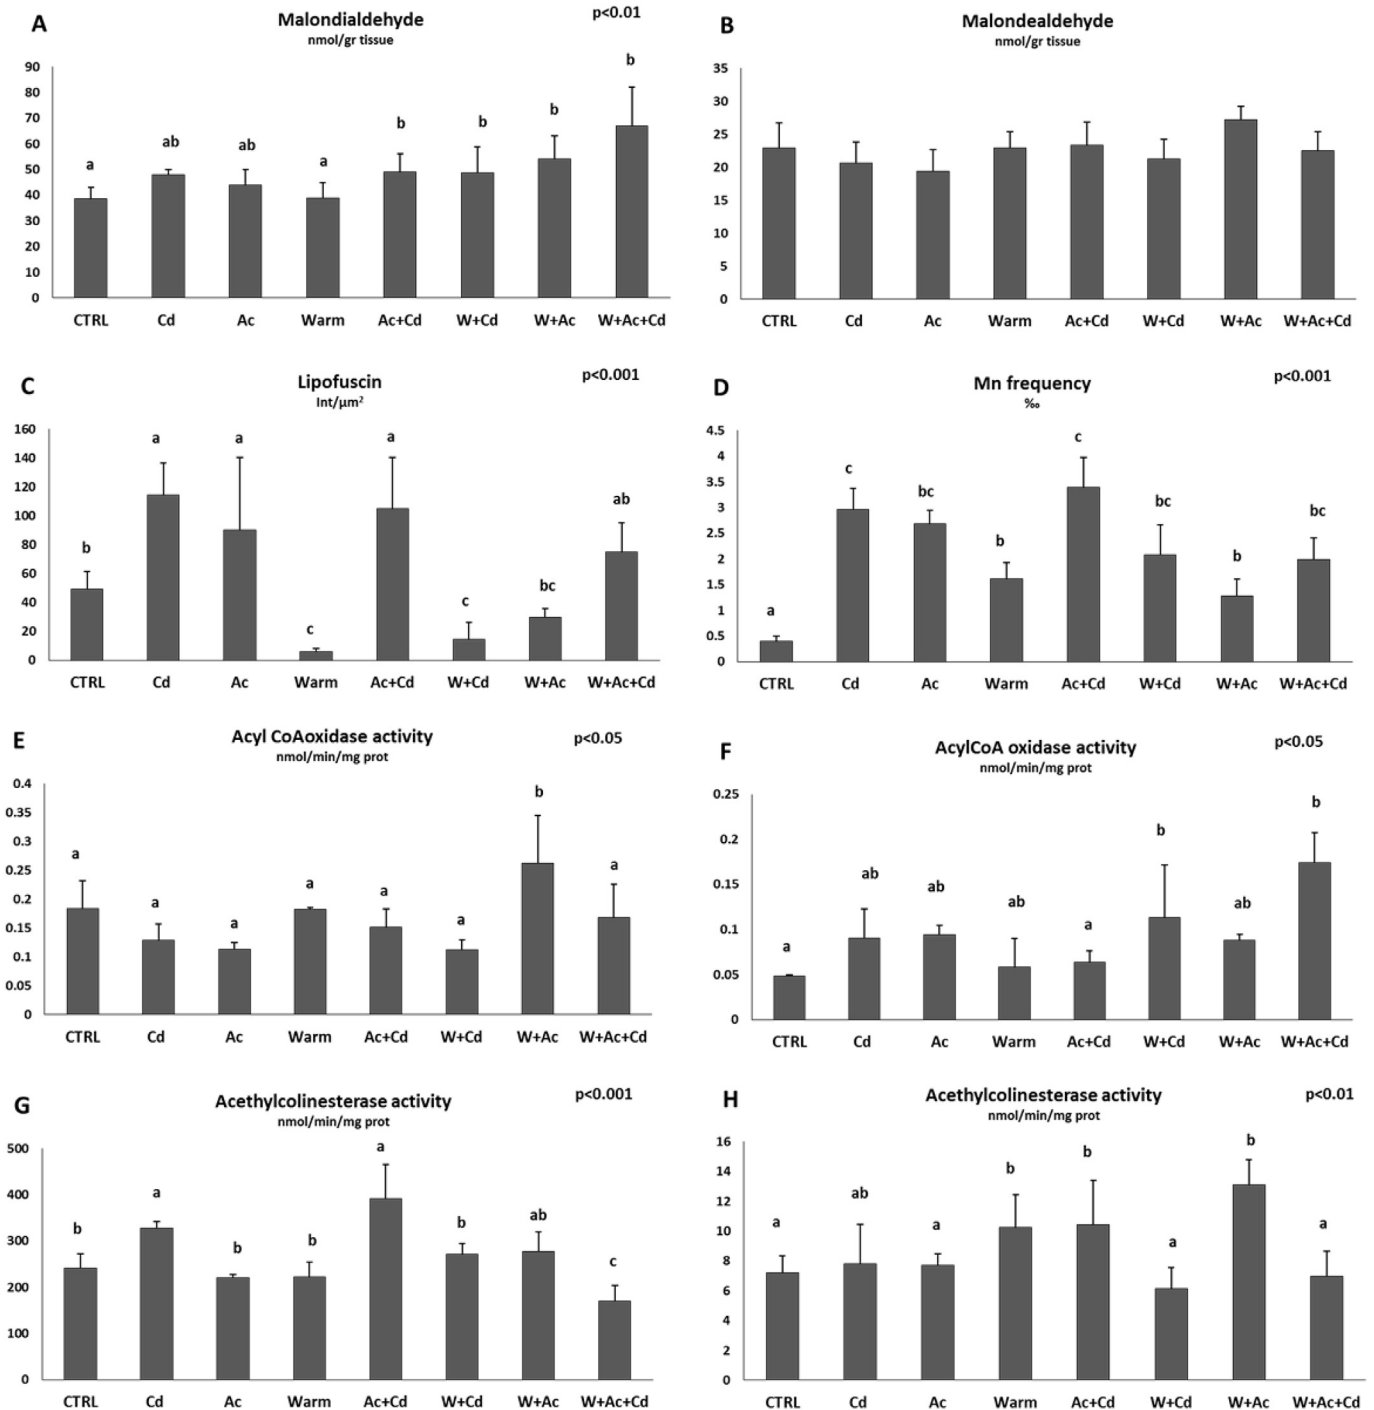 A
Malondialdehyde
nmol/gr tissue
p<0.01
90
80
70
60
50
40
30
20
10
0
a
ab
ab
a
b
b
b
b
CTRL Cd Ac Warm Ac+Cd W+Cd W+Ac W+Ac+Cd
B
Malondealdehyde
nmol/gr tissue
35
30
25
20
15
10
5
0
CTRL Cd Ac Warm Ac+Cd W+Cd W+Ac W+Ac+Cd
C
Lipofuscin
Int/µm²
p<0.001
160
140
120
100
80
60
40
20
0
b
a
a
c
a
c
bc
ab
CTRL Cd Ac Warm Ac+Cd W+Cd W+Ac W+Ac+Cd
D
Mn frequency
‰
p<0.001
4.5
4
3.5
3
2.5
2
1.5
1
0.5
0
a
c
bc
b
c
bc
b
bc
CTRL Cd Ac Warm Ac+Cd W+Cd W+Ac W+Ac+Cd
E
Acyl CoAoxidase activity
nmol/min/mg prot
p<0.05
0.4
0.35
0.3
0.25
0.2
0.15
0.1
0.05
0
a
a
a
a
a
a
b
a
CTRL Cd Ac Warm Ac+Cd W+Cd W+Ac W+Ac+Cd
F
AcylCoA oxidase activity
nmol/min/mg prot
p<0.05
0.25
0.2
0.15
0.1
0.05
0
a
ab
ab
ab
a
b
ab
b
CTRL Cd Ac Warm Ac+Cd W+Cd W+Ac W+Ac+Cd
G
Acethylcolinesterase activity
nmol/min/mg prot
p<0.001
500
400
300
200
100
0
b
a
b
b
a
b
ab
c
CTRL Cd Ac Warm Ac+Cd W+Cd W+Ac W+Ac+Cd
H
Acethylcolinesterase activity
nmol/min/mg prot
p<0.01
16
14
12
10
8
6
4
2
0
a
ab
a
b
b
a
b
a
CTRL Cd Ac Warm Ac+Cd W+Cd W+Ac W+Ac+Cd